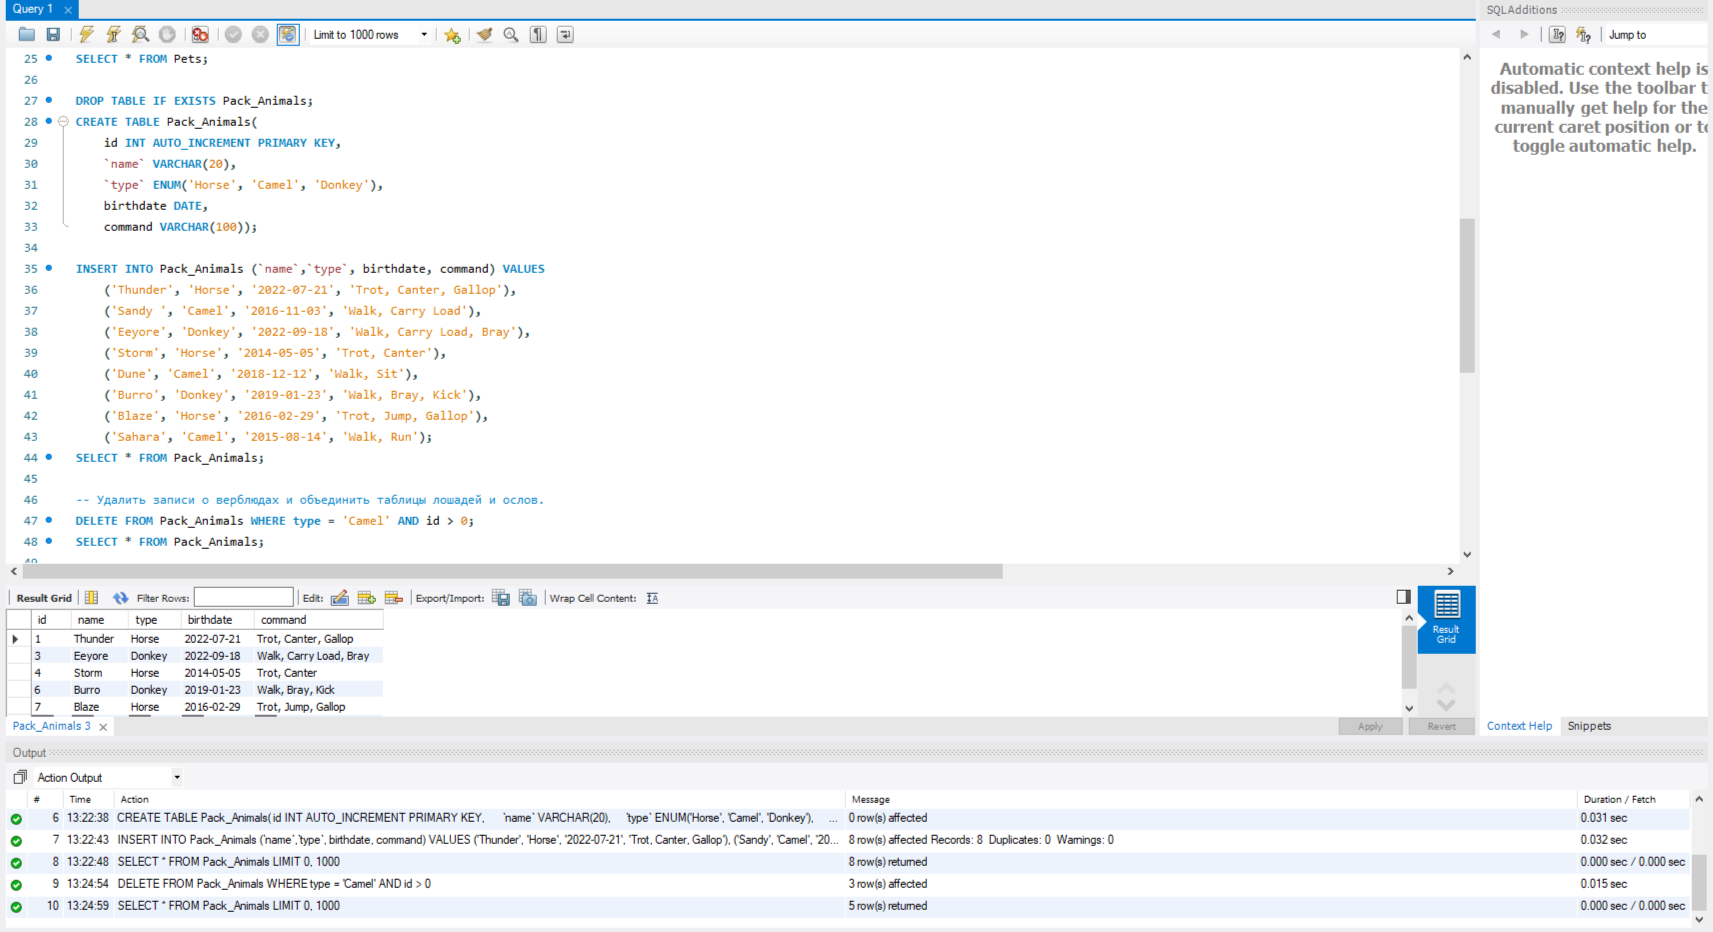 Query 1
Limit to 1000 rows
25 SELECT * FROM Pets;
26
27 DROP TABLE IF EXISTS Pack_Animals;
28 CREATE TABLE Pack_Animals(
29 id INT AUTO_INCREMENT PRIMARY KEY,
30 `name` VARCHAR(20),
31 `type` ENUM('Horse', 'Camel', 'Donkey'),
32 birthdate DATE,
33 command VARCHAR(100));
34
35 INSERT INTO Pack_Animals (`name`,`type`, birthdate, command) VALUES
36 ('Thunder', 'Horse', '2022-07-21', 'Trot, Canter, Gallop'),
37 ('Sandy ', 'Camel', '2016-11-03', 'Walk, Carry Load'),
38 ('Eeyore', 'Donkey', '2022-09-18', 'Walk, Carry Load, Bray'),
39 ('Storm', 'Horse', '2014-05-05', 'Trot, Canter'),
40 ('Dune', 'Camel', '2018-12-12', 'Walk, Sit'),
41 ('Burro', 'Donkey', '2019-01-23', 'Walk, Bray, Kick'),
42 ('Blaze', 'Horse', '2016-02-29', 'Trot, Jump, Gallop'),
43 ('Sahara', 'Camel', '2015-08-14', 'Walk, Run');
44 SELECT * FROM Pack_Animals;
45
46 -- Удалить записи о верблюдах и объединить таблицы лошадей и ослов.
47 DELETE FROM Pack_Animals WHERE type = 'Camel' AND id > 0;
48 SELECT * FROM Pack_Animals;
49
SQLAdditions
Jump to
Automatic context help is
disabled. Use the toolbar t
manually get help for the
current caret position or to
toggle automatic help.
Result Grid Filter Rows: Edit: Export/Import: Wrap Cell Content:
id name type birthdate command
1 Thunder Horse 2022-07-21 Trot, Canter, Gallop
3 Eeyore Donkey 2022-09-18 Walk, Carry Load, Bray
4 Storm Horse 2014-05-05 Trot, Canter
6 Burro Donkey 2019-01-23 Walk, Bray, Kick
7 Blaze Horse 2016-02-29 Trot, Jump, Gallop
Result
Grid
Pack_Animals 3 Apply Revert
Context Help Snippets
Output
Action Output
# Time Action Message Duration / Fetch
6 13:22:38 CREATE TABLE Pack_Animals( id INT AUTO_INCREMENT PRIMARY KEY, `name` VARCHAR(20), `type` ENUM('Horse', 'Camel', 'Donkey'), ... 0 row(s) affected 0.031 sec
7 13:22:43 INSERT INTO Pack_Animals (`name`,`type`, birthdate, command) VALUES ('Thunder', 'Horse', '2022-07-21', 'Trot, Canter, Gallop'), ('Sandy', 'Camel', '20... 8 row(s) affected Records: 8 Duplicates: 0 Warnings: 0 0.032 sec
8 13:22:48 SELECT * FROM Pack_Animals LIMIT 0, 1000 8 row(s) returned 0.000 sec / 0.000 sec
9 13:24:54 DELETE FROM Pack_Animals WHERE type = 'Camel' AND id > 0 3 row(s) affected 0.015 sec
10 13:24:59 SELECT * FROM Pack_Animals LIMIT 0, 1000 5 row(s) returned 0.000 sec / 0.000 sec